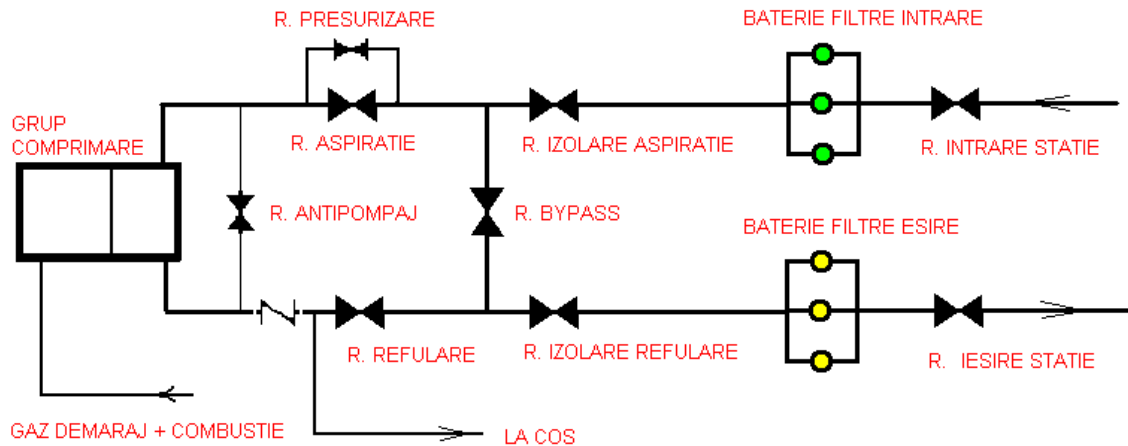 R. PRESURIZARE
BATERIE FILTRE INTRARE
GRUP
COMPRIMARE
R. ASPIRATIE
R. IZOLARE ASPIRATIE
R. INTRARE STATIE
R. ANTIPOMPAJ
R. BYPASS
BATERIE FILTRE ESIRE
R. REFULARE
R. IZOLARE REFULARE
R. IESIRE STATIE
GAZ DEMARAJ + COMBUSTIE
LA COS